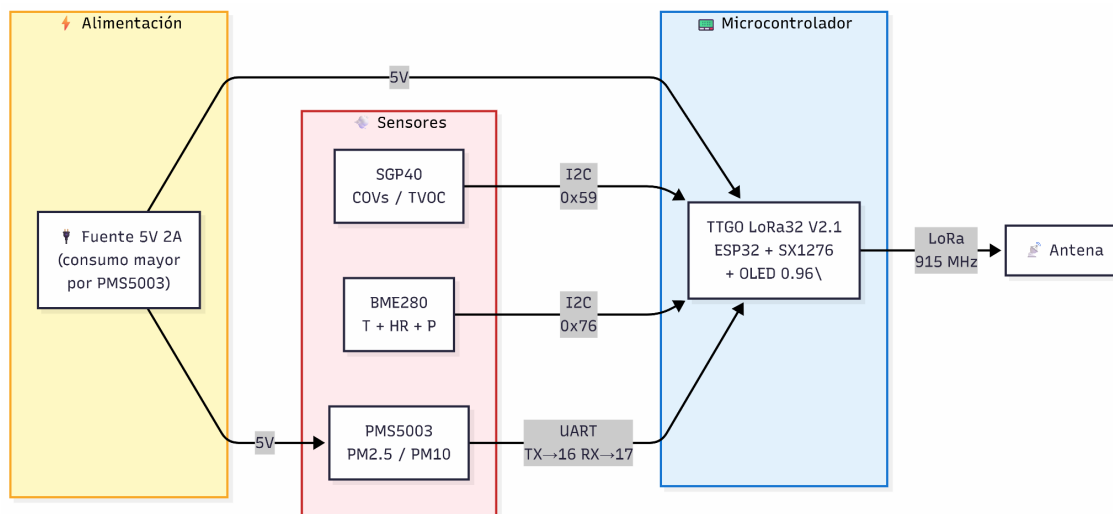 Alimentación
Microcontrolador
5V
Sensores
SGP40
COVs / TVOC
I2C
0x59
Fuente 5V 2A
(consumo mayor
por PMS5003)
TTGO LoRa32 V2.1
ESP32 + SX1276
+ OLED 0.96\
LoRa
915 MHz
Antena
BME280
T + HR + P
I2C
0x76
5V
PMS5003
PM2.5 / PM10
UART
TX→16 RX→17